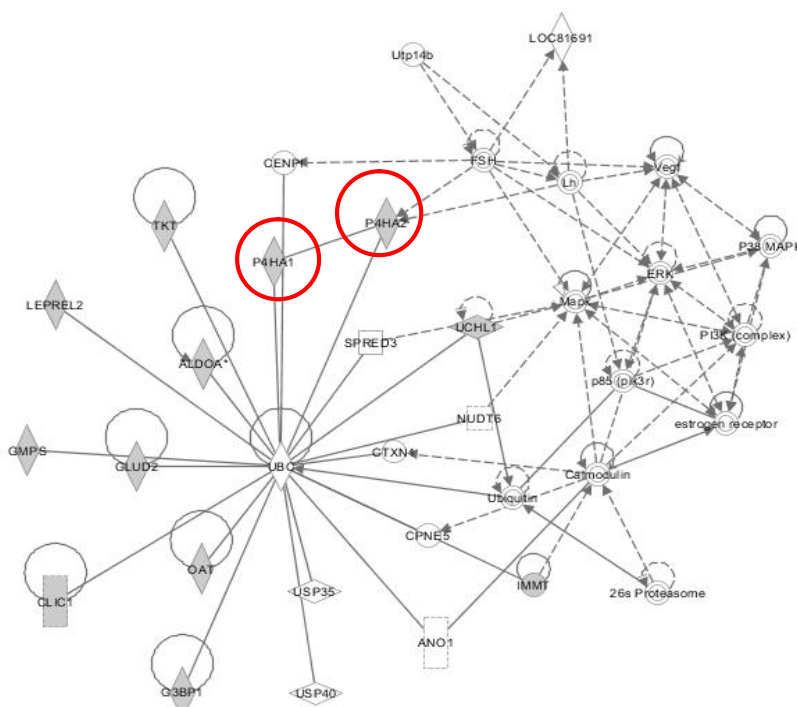 LOC81691
Utp14b
CENPF
FSH
Vegf
Lh
P4HA2
TKT
P4HA1
P38 MAPK
ERK
LEPREL2
Mapk
UCHL1
SPRED3
PI3K (complex)
ALDOA*
p85 (pik3r)
NUDT6
estrogen receptor
GMPS
GLUD2
UBC
CTXN1
Calmodulin
Ubiquitin
CPNE5
OAT
USP35
IMMT
26s Proteasome
CLIC1
ANO1
G3BP1
USP40